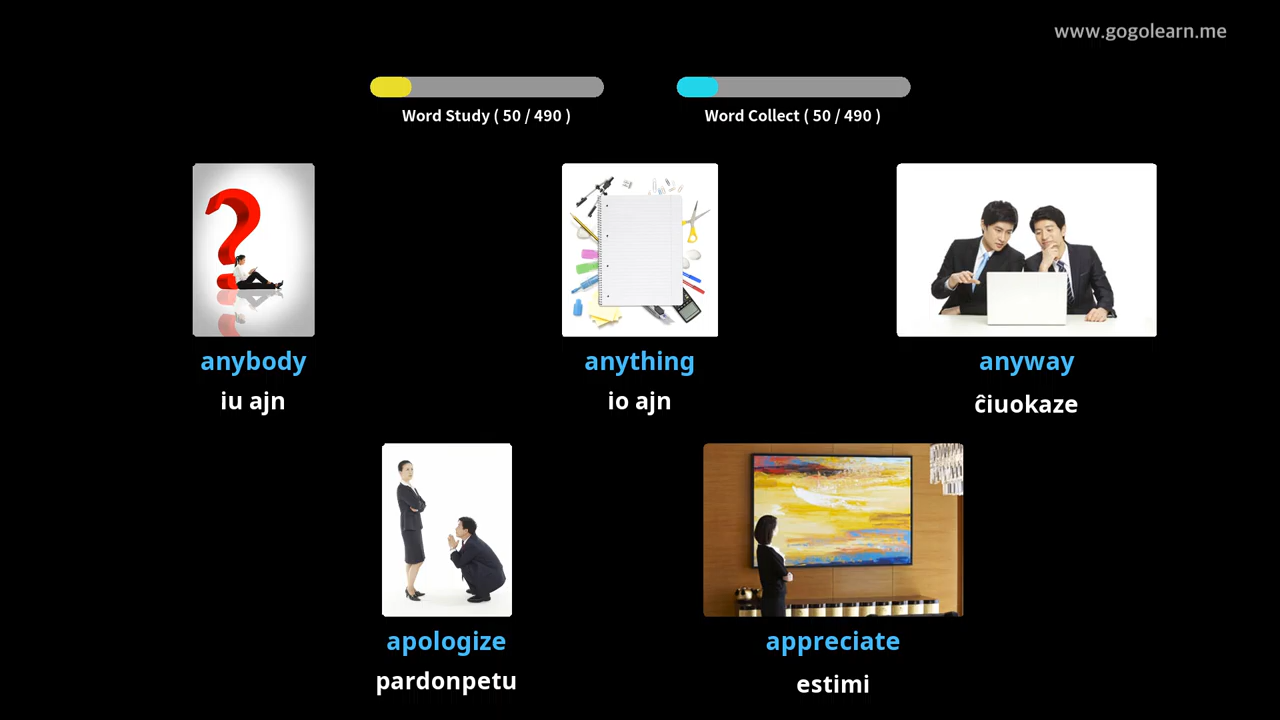 www.gogolearn.me
Word Study ( 50 / 490 )
Word Collect ( 50 / 490 )
anybody
iu ajn
anything
io ajn
anyway
ĉiuokaze
apologize
pardonpetu
appreciate
estimi